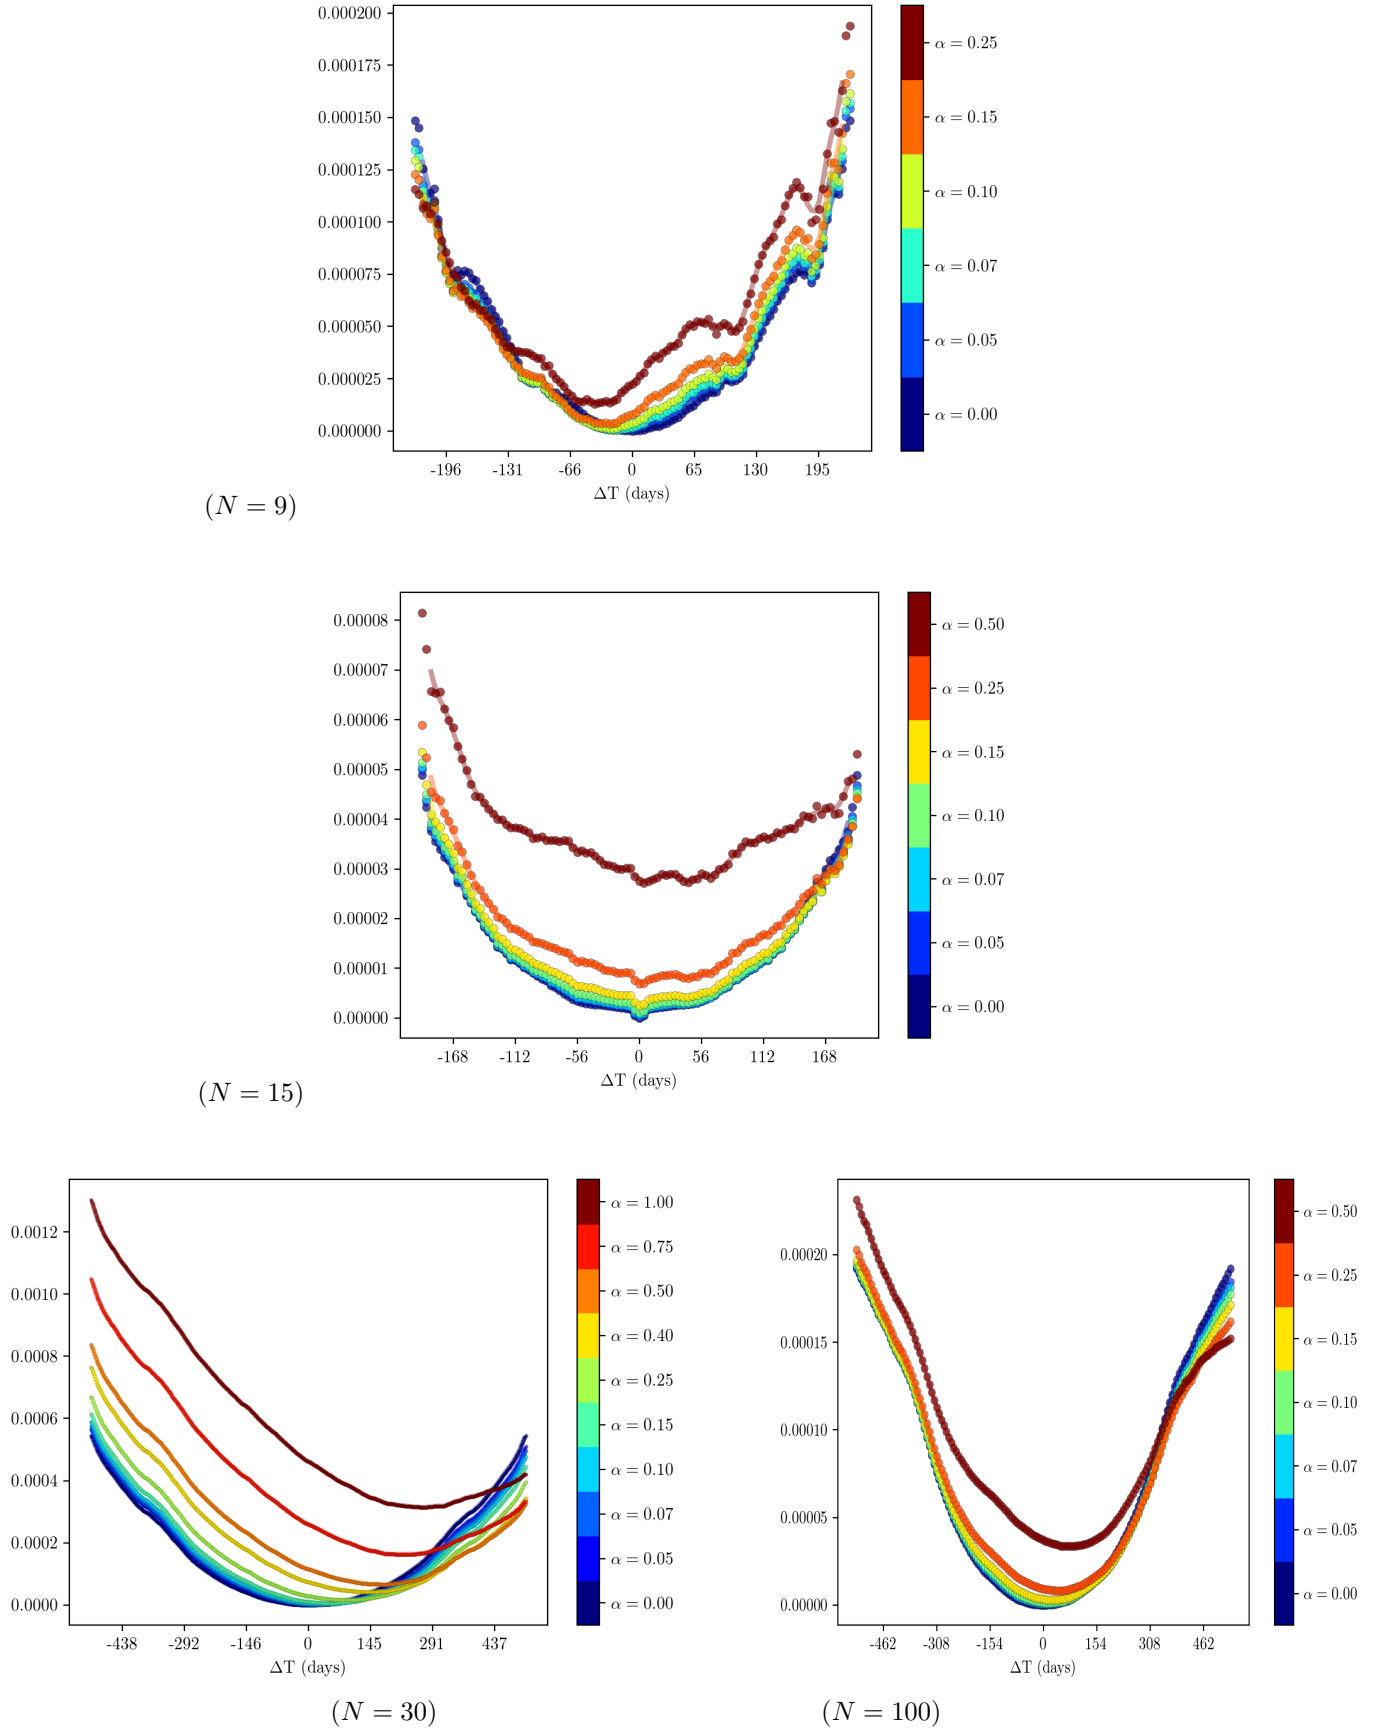 0.000200
0.000175
0.000150
0.000125
0.000100
0.000075
0.000050
0.000025
0.000000
-196 -131 -66 0 65 130 195
ΔT (days)
α = 0.25
α = 0.15
α = 0.10
α = 0.07
α = 0.05
α = 0.00
(N = 9)
0.00008
0.00007
0.00006
0.00005
0.00004
0.00003
0.00002
0.00001
0.00000
-168 -112 -56 0 56 112 168
ΔT (days)
α = 0.50
α = 0.25
α = 0.15
α = 0.10
α = 0.07
α = 0.05
α = 0.00
(N = 15)
0.0012
0.0010
0.0008
0.0006
0.0004
0.0002
0.0000
-438 -292 -146 0 145 291 437
ΔT (days)
α = 1.00
α = 0.75
α = 0.50
α = 0.40
α = 0.25
α = 0.15
α = 0.10
α = 0.07
α = 0.05
α = 0.00
(N = 30)
0.00020
0.00015
0.00010
0.00005
0.00000
-462 -308 -154 0 154 308 462
ΔT (days)
α = 0.50
α = 0.25
α = 0.15
α = 0.10
α = 0.07
α = 0.05
α = 0.00
(N = 100)